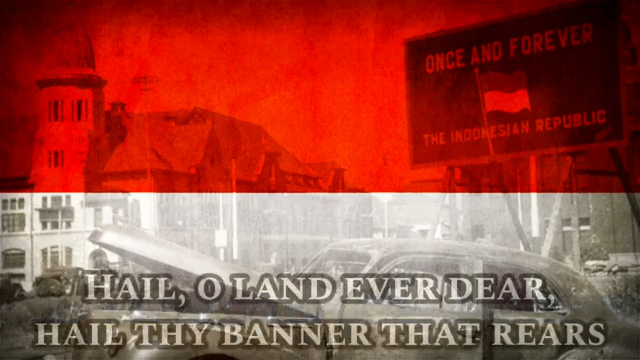 ONCE AND FOREVER
THE INDONESIAN REPUBLIC
HAIL, O LAND EVER DEAR,
HAIL THY BANNER THAT REARS